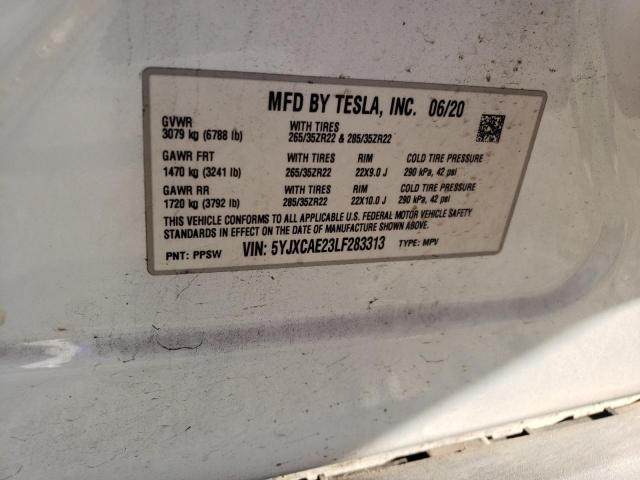 MFD BY TESLA, INC. 06/20
GVWR
3079 kg (6788 lb)
WITH TIRES
265/35ZR22 & 285/35ZR22
GAWR FRT
1470 kg (3241 lb)
WITH TIRES
265/35ZR22
RIM
22X9.0 J
COLD TIRE PRESSURE
290 kPa, 42 psi
GAWR RR
1720 kg (3792 lb)
WITH TIRES
285/35ZR22
RIM
22X10.0 J
COLD TIRE PRESSURE
290 kPa, 42 psi
THIS VEHICLE CONFORMS TO ALL APPLICABLE U.S. FEDERAL MOTOR VEHICLE SAFETY
STANDARDS IN EFFECT ON THE DATE OF MANUFACTURE SHOWN ABOVE.
PNT: PPSW VIN: 5YJXCAE23LF283313 TYPE: MPV